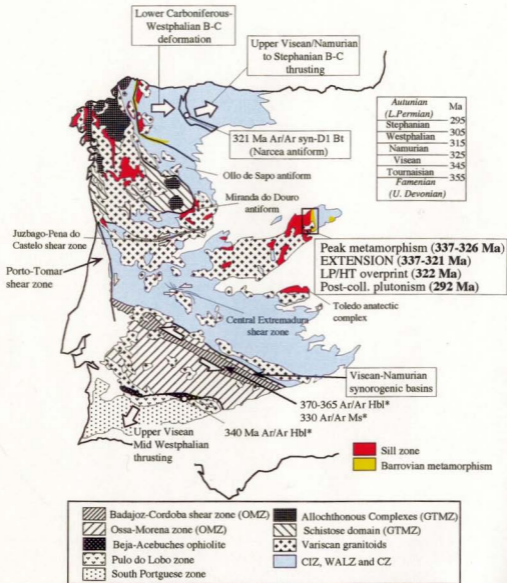 Lower Carboniferous-
Westphalian B-C
deformation
Upper Visean/Namurian
to Stephanian B-C
thrusting
321 Ma Ar/Ar syn-D1 Bt
(Narcea antiform)
Autunian
(L.Permian)
Ma
295
Stephanian
305
Westphalian
315
Namurian
325
Visean
345
Tournaisian
355
Famenian
(U. Devonian)
Ollo de Sapo antiform
Miranda do Douro
antiform
Juzbago-Pena do
Castelo shear zone
Porto-Tomar
shear zone
Peak metamorphism (337-326 Ma)
EXTENSION (337-321 Ma)
LP/HT overprint (322 Ma)
Post-coll. plutonism (292 Ma)
Toledo anatectic
complex
Central Extremadura
shear zone
Visean-Namurian
synorogenic basins
370-365 Ar/Ar Hbl*
330 Ar/Ar Ms*
340 Ma Ar/Ar Hbl*
Upper Visean
Mid Westphalian
thrusting
Sill zone
Barrovian metamorphism
Badajoz-Cordoba shear zone (OMZ)
Ossa-Morena zone (OMZ)
Beja-Acebuches ophiolite
Pulo do Lobo zone
South Portguese zone
Allochthonous Complexes (GTMZ)
Schistose domain (GTMZ)
Variscan granitoids
CIZ, WALZ and CZ